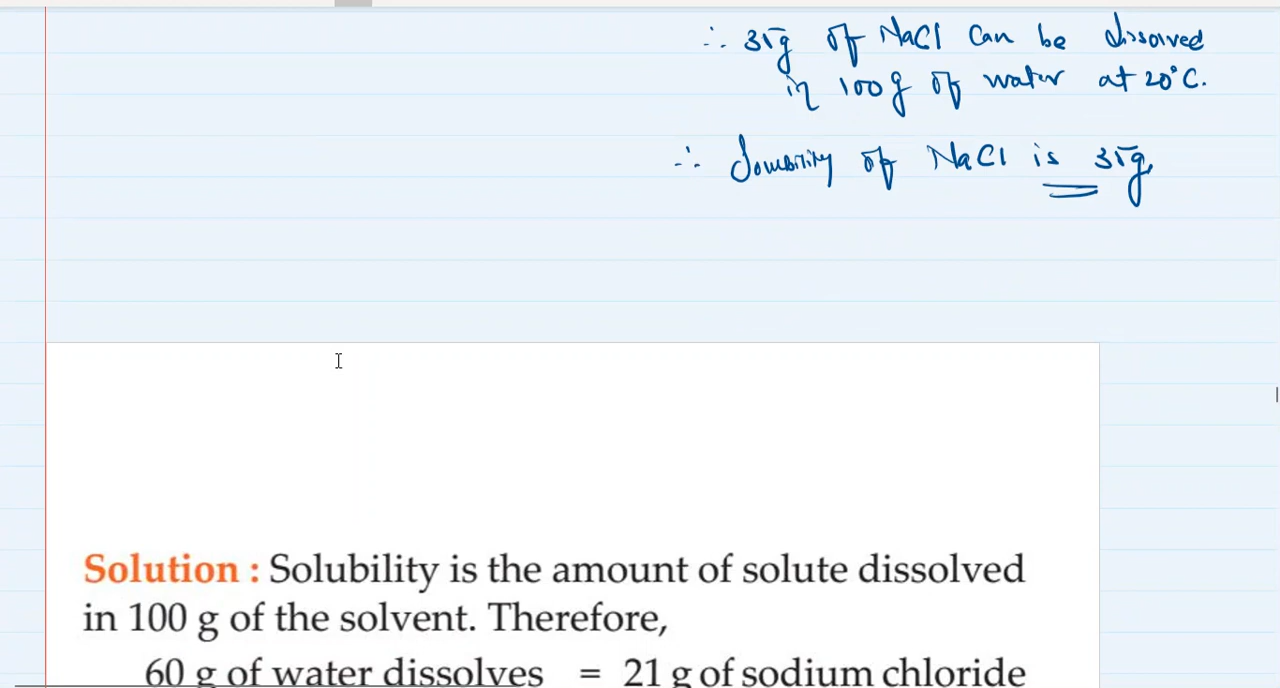 ∴ 35g of NaCl can be dissolved
in 100g of water at 20°C.
∴ Solubility of NaCl is 35g
Solution : Solubility is the amount of solute dissolved
in 100 g of the solvent. Therefore,
60 g of water dissolves = 21 g of sodium chloride